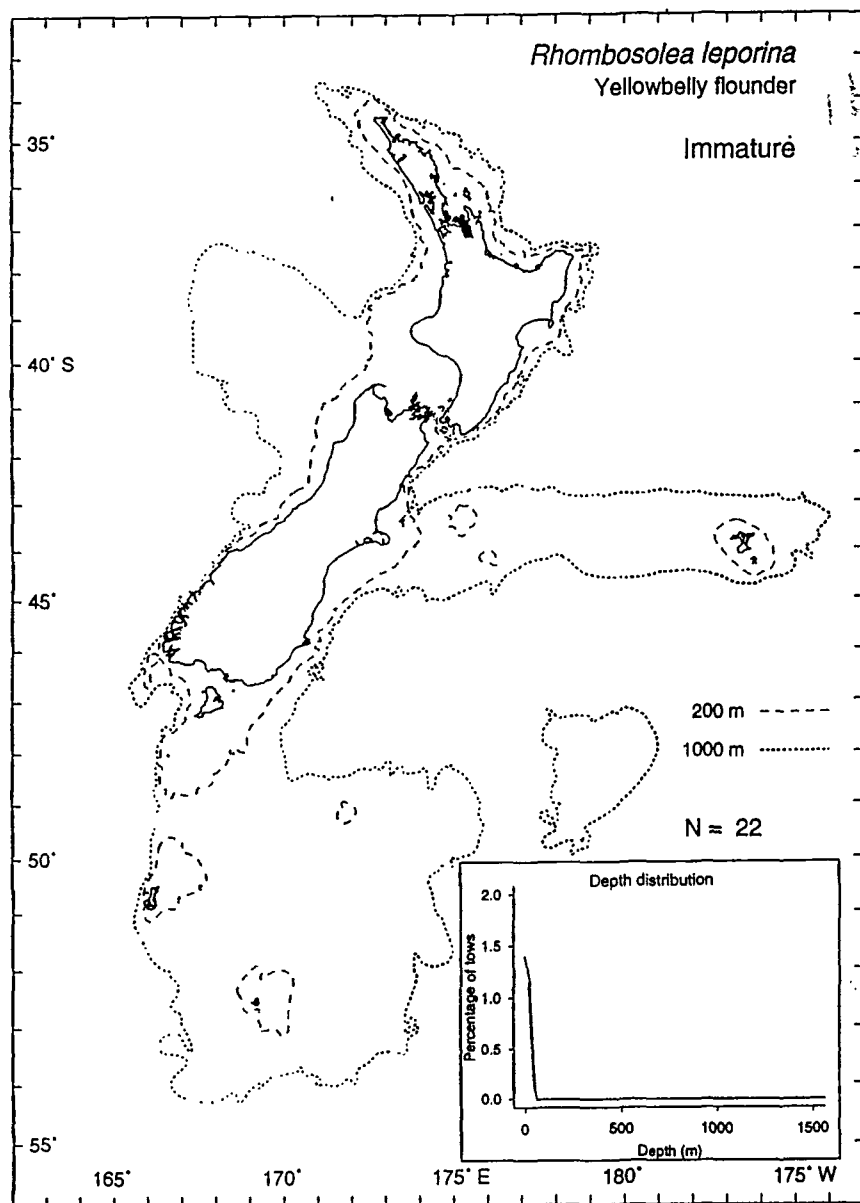 Rhombosolea leporina
Yellowbelly flounder
Immature
35°
40° S
45°
200 m
1000 m
N = 22
50°
Depth distribution
2.0
1.5
1.0
0.5
0.0
Percentage of tows
0 500 1000 1500
Depth (m)
55°
165° 170° 175° E 180° 175° W